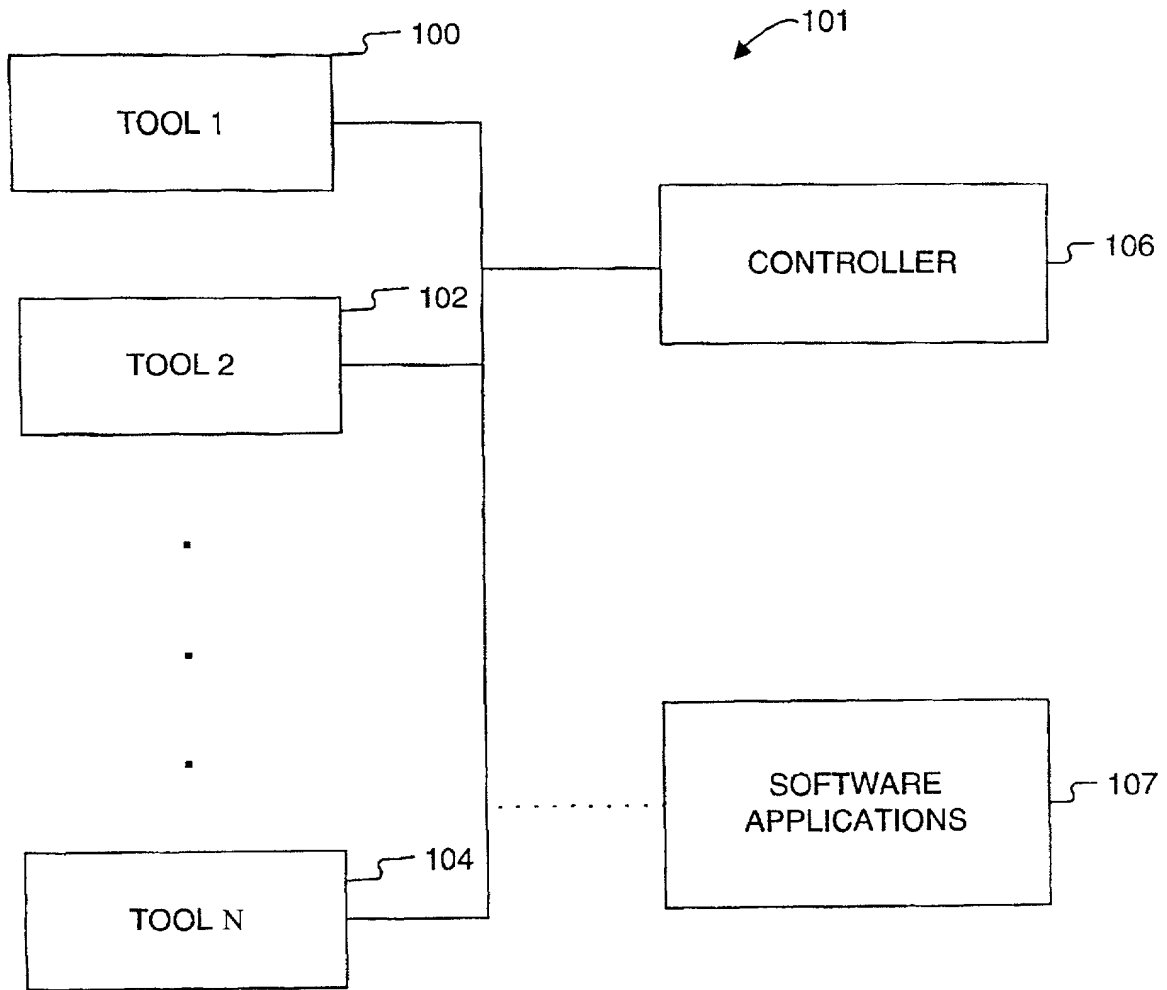 100
101
TOOL 1
CONTROLLER
106
102
TOOL 2
SOFTWARE
APPLICATIONS
107
104
TOOL N